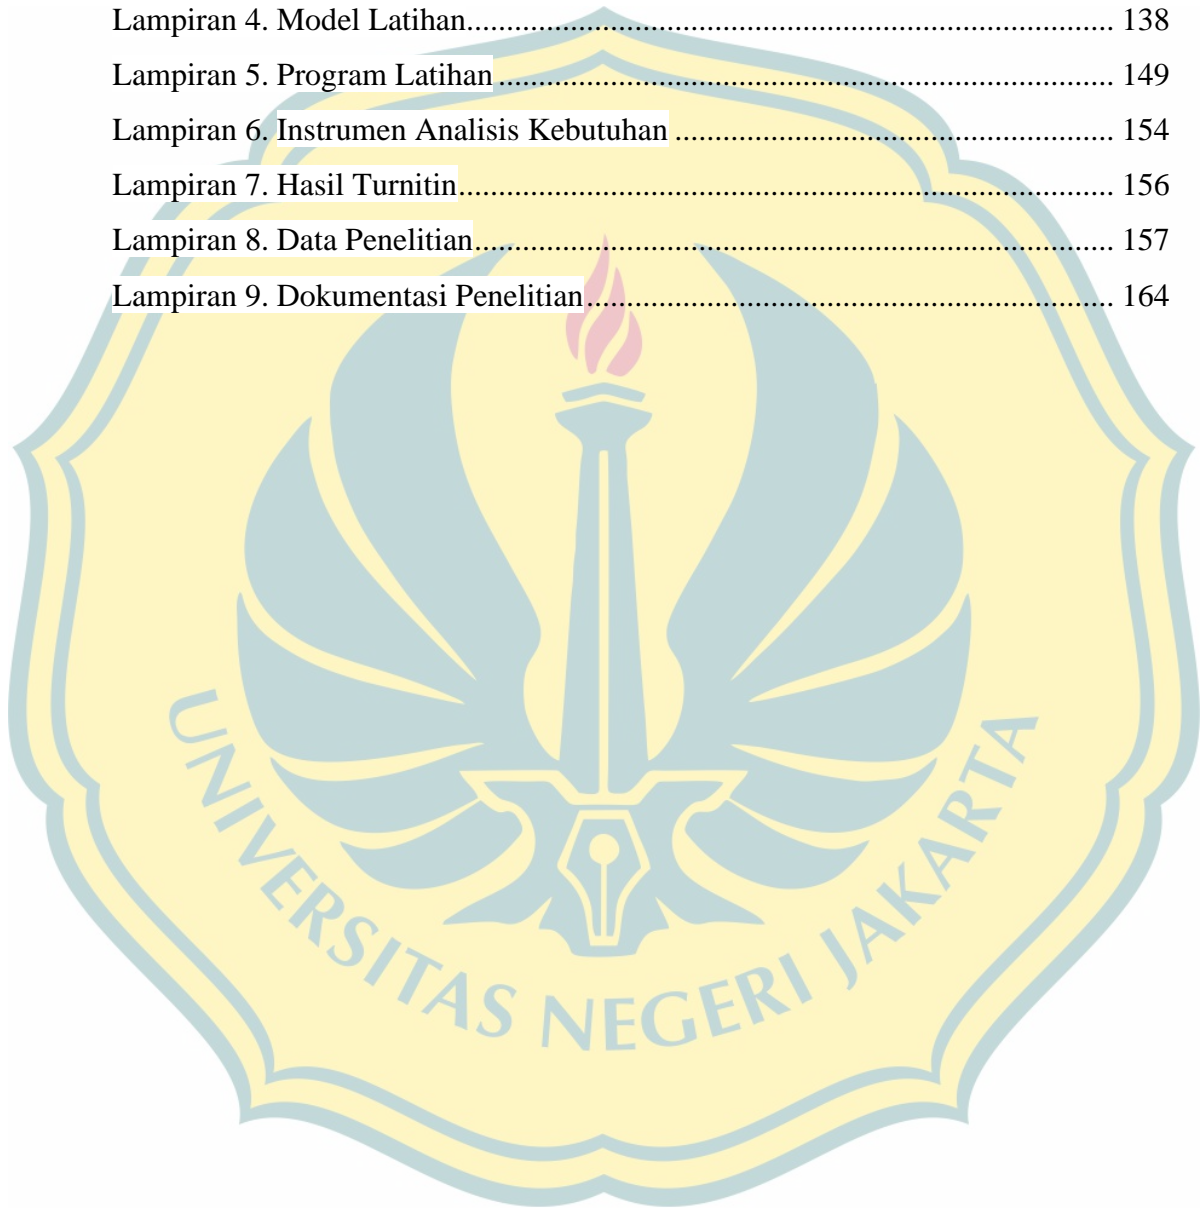 Lampiran 4. Model Latihan.................................................................................. 138
Lampiran 5. Program Latihan.............................................................................. 149
Lampiran 6. Instrumen Analisis Kebutuhan........................................................ 154
Lampiran 7. Hasil Turnitin................................................................................... 156
Lampiran 8. Data Penelitian................................................................................. 157
Lampiran 9. Dokumentasi Penelitian................................................................... 164
UNIVERSITAS NEGERI JAKARTA